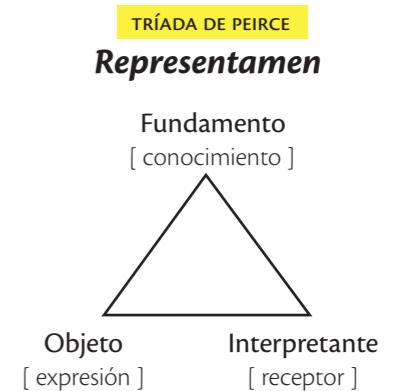 TRÍADA DE PEIRCE
Representamen
Fundamento
[ conocimiento ]
Objeto Interpretante
[ expresión ] [ receptor ]